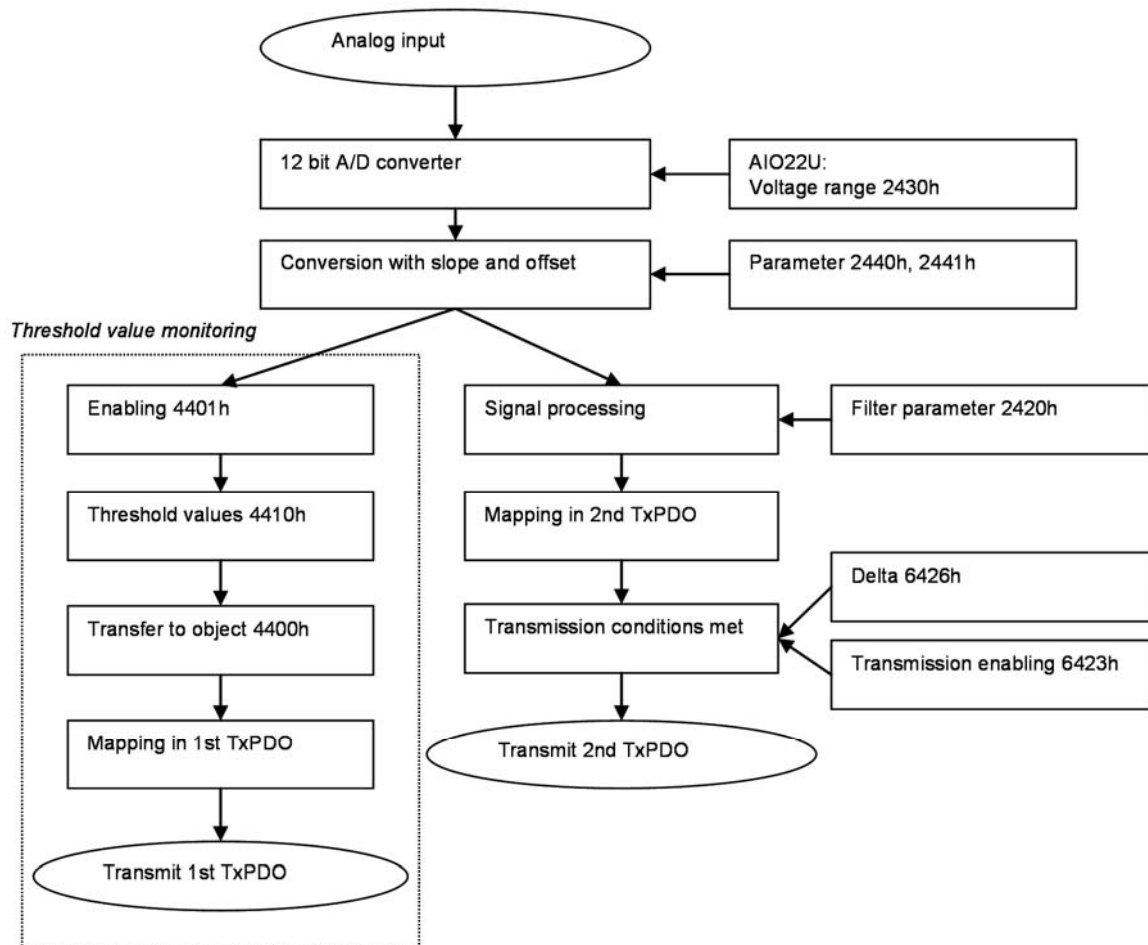 Analog input
12 bit A/D converter
AIO22U:
Voltage range 2430h
Conversion with slope and offset
Parameter 2440h, 2441h
Threshold value monitoring
Enabling 4401h
Signal processing
Filter parameter 2420h
Threshold values 4410h
Mapping in 2nd TxPDO
Delta 6426h
Transfer to object 4400h
Transmission conditions met
Transmission enabling 6423h
Mapping in 1st TxPDO
Transmit 2nd TxPDO
Transmit 1st TxPDO